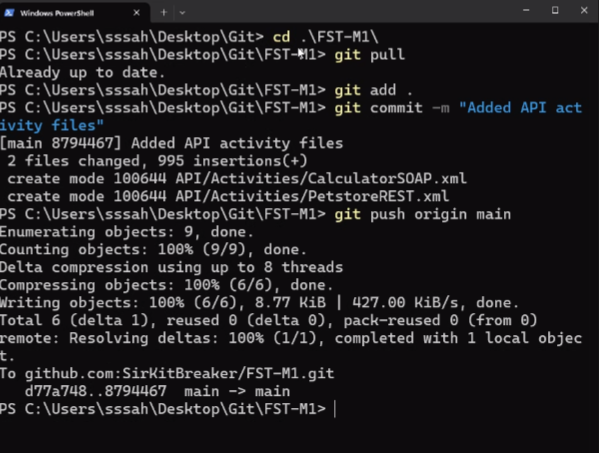 Windows PowerShell
PS C:\Users\sssah\Desktop\Git> cd .\FST-M1\
PS C:\Users\sssah\Desktop\Git\FST-M1> git pull
Already up to date.
PS C:\Users\sssah\Desktop\Git\FST-M1> git add .
PS C:\Users\sssah\Desktop\Git\FST-M1> git commit -m "Added API act
ivity files"
[main 8794467] Added API activity files
 2 files changed, 995 insertions(+)
 create mode 100644 API/Activities/CalculatorSOAP.xml
 create mode 100644 API/Activities/PetstoreREST.xml
PS C:\Users\sssah\Desktop\Git\FST-M1> git push origin main
Enumerating objects: 9, done.
Counting objects: 100% (9/9), done.
Delta compression using up to 8 threads
Compressing objects: 100% (6/6), done.
Writing objects: 100% (6/6), 8.77 KiB | 427.00 KiB/s, done.
Total 6 (delta 1), reused 0 (delta 0), pack-reused 0 (from 0)
remote: Resolving deltas: 100% (1/1), completed with 1 local objec
t.
To github.com:SirKitBreaker/FST-M1.git
   d77a748..8794467  main -> main
PS C:\Users\sssah\Desktop\Git\FST-M1>